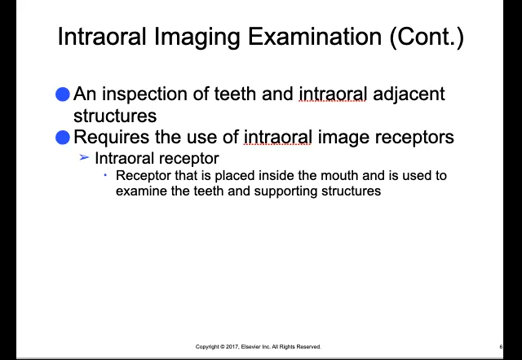 Intraoral Imaging Examination (Cont.)
An inspection of teeth and intraoral adjacent
structures
Requires the use of intraoral image receptors
Intraoral receptor
Receptor that is placed inside the mouth and is used to
examine the teeth and supporting structures
Copyright © 2017, Elsevier Inc. All Rights Reserved.
6